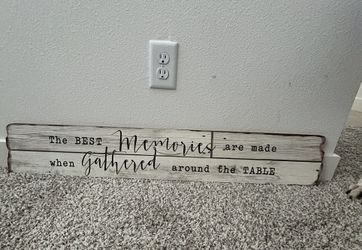 The BEST Memories are made
when Gathered around the TABLE